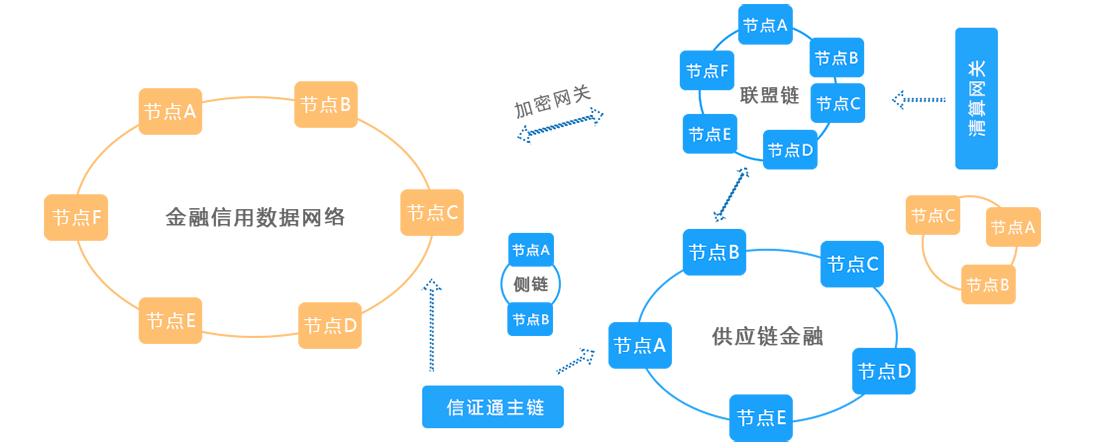 节点A
节点B
节点C
节点D
节点E
节点F
金融信用数据网络
加密网关
节点A
节点B
节点C
节点D
节点E
节点F
联盟链
清算网关
节点C
节点A
节点B
节点A
侧链
节点B
节点B
节点C
节点A
供应链金融
节点D
节点E
信证通主链